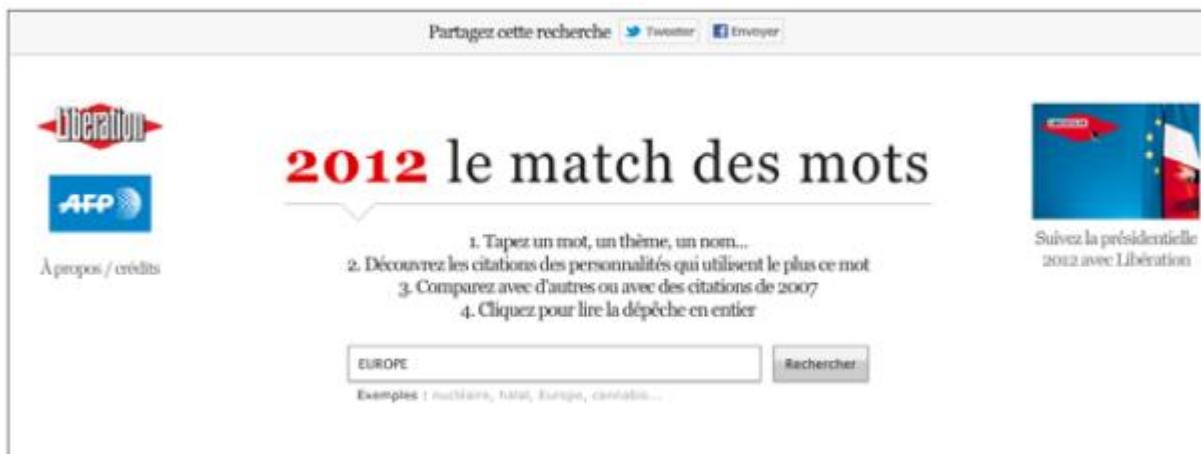 Partagez cette recherche Tweeter Envoyer
Libération
AFP
À propos / crédits
2012 le match des mots
1. Tapez un mot, un thème, un nom...
2. Découvrez les citations des personnalités qui utilisent le plus ce mot
3. Comparez avec d'autres ou avec des citations de 2007
4. Cliquez pour lire la dépêche en entier
EUROPE Rechercher
Exemples : nucléaire, halal, Europe, cannabis...
Suivez la présidentielle
2012 avec Libération